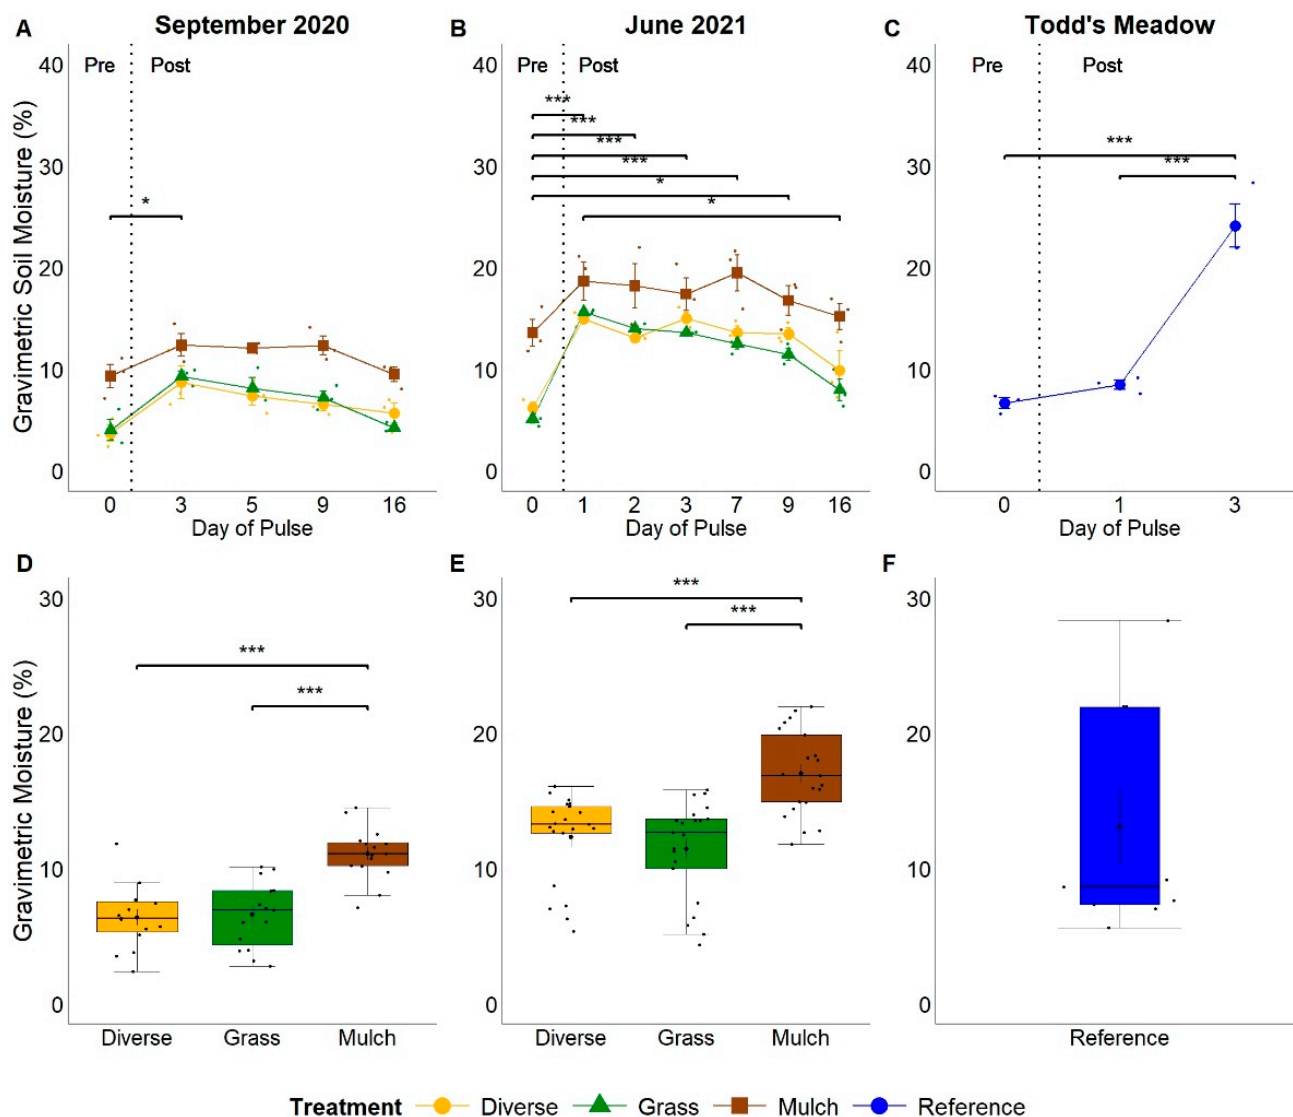 A September 2020 B June 2021 C Todd's Meadow
Gravimetric Soil Moisture (%)
40 Pre Post 40 Pre Post 40 Pre Post
***
***
30 *** 30 *** 30
*** ***
*
* *
20 20 20
10 10 10
0 0 0
0 3 5 9 16 0 1 2 3 7 9 16 0 1 3
Day of Pulse Day of Pulse Day of Pulse
D E F
Gravimetric Moisture (%)
30 30 *** 30
***
***
***
20 20 20
10 10 10
0 0 0
Diverse Grass Mulch Diverse Grass Mulch Reference
Treatment Diverse Grass Mulch Reference